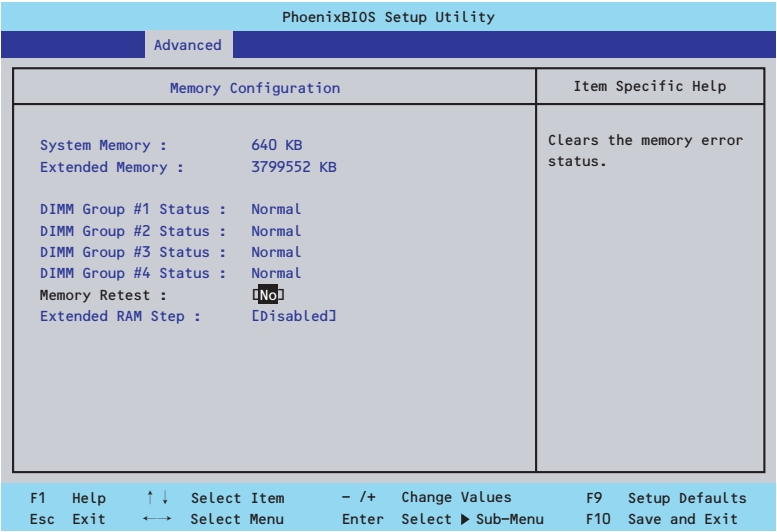 PhoenixBIOS Setup Utility
Advanced
Memory Configuration
Item Specific Help
System Memory : 640 KB
Extended Memory : 3799552 KB
DIMM Group #1 Status : Normal
DIMM Group #2 Status : Normal
DIMM Group #3 Status : Normal
DIMM Group #4 Status : Normal
Memory Retest : [No]
Extended RAM Step : [Disabled]
Clears the memory error
status.
F1 Help ↑↓ Select Item - /+ Change Values F9 Setup Defaults
Esc Exit ←→ Select Menu Enter Select ▶ Sub-Menu F10 Save and Exit